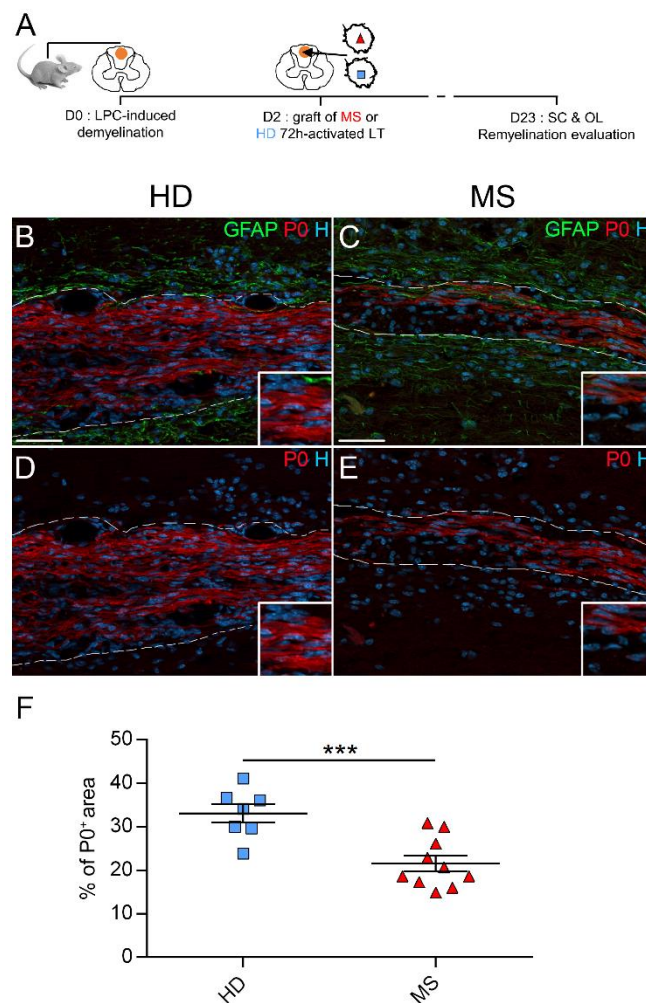 A
D0 : LPC-induced
demyelination
D2 : graft of MS or
HD 72h-activated LT
D23 : SC & OL
Remyelination evaluation
HD
MS
B
GFAP P0 H
C
GFAP P0 H
D
P0 H
E
P0 H
F
% of P0⁺ area
50
40
30
20
10
0
***
HD
MS